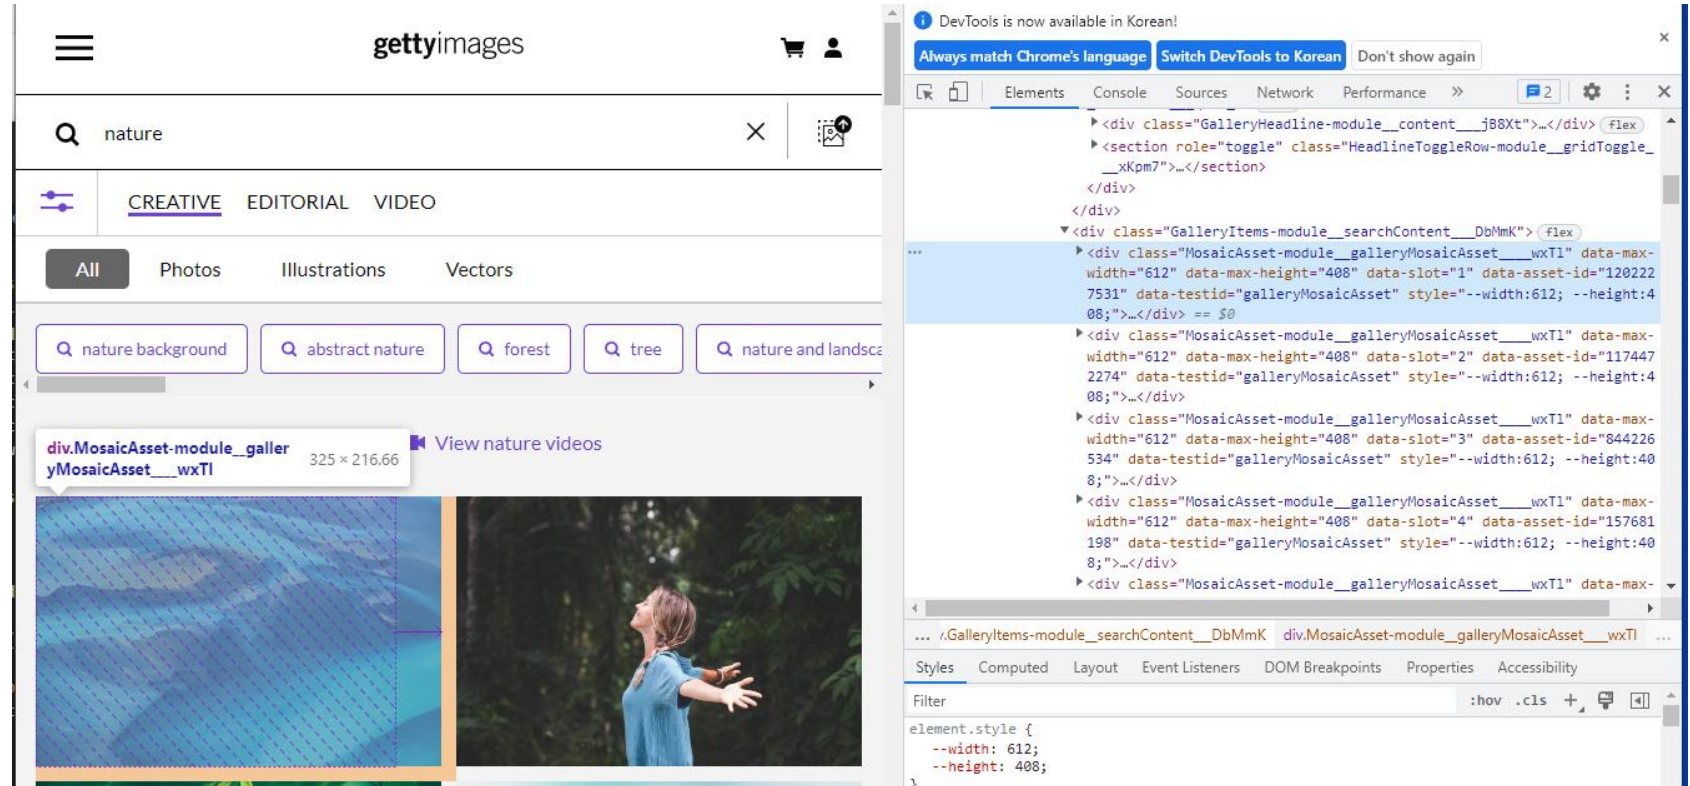 gettyimages
nature
CREATIVE EDITORIAL VIDEO
All Photos Illustrations Vectors
nature background abstract nature forest tree nature and landsca
View nature videos
div.MosaicAsset-module__galler
yMosaicAsset___wxTl
325 × 216.66
DevTools is now available in Korean!
Always match Chrome's language Switch DevTools to Korean Don't show again
Elements Console Sources Network Performance 2
<div class="GalleryHeadline-module__content___jB8Xt">…</div> flex
<section role="toggle" class="HeadlineToggleRow-module__gridToggle_
__xKpm7">…</section>
</div>
</div>
<div class="GalleryItems-module__searchContent___DbMmK"> flex
<div class="MosaicAsset-module__galleryMosaicAsset____wxTl" data-max-
width="612" data-max-height="408" data-slot="1" data-asset-id="120222
7531" data-testid="galleryMosaicAsset" style="--width:612; --height:4
08;">…</div> == $0
<div class="MosaicAsset-module__galleryMosaicAsset____wxTl" data-max-
width="612" data-max-height="408" data-slot="2" data-asset-id="117447
2274" data-testid="galleryMosaicAsset" style="--width:612; --height:4
08;">…</div>
<div class="MosaicAsset-module__galleryMosaicAsset____wxTl" data-max-
width="612" data-max-height="408" data-slot="3" data-asset-id="844226
534" data-testid="galleryMosaicAsset" style="--width:612; --height:40
8;">…</div>
<div class="MosaicAsset-module__galleryMosaicAsset____wxTl" data-max-
width="612" data-max-height="408" data-slot="4" data-asset-id="157681
198" data-testid="galleryMosaicAsset" style="--width:612; --height:40
8;">…</div>
<div class="MosaicAsset-module__galleryMosaicAsset____wxTl" data-max-
... .GalleryItems-module__searchContent___DbMmK div.MosaicAsset-module__galleryMosaicAsset____wxTl ...
Styles Computed Layout Event Listeners DOM Breakpoints Properties Accessibility
Filter :hov .cls +
element.style {
--width: 612;
--height: 408;
}